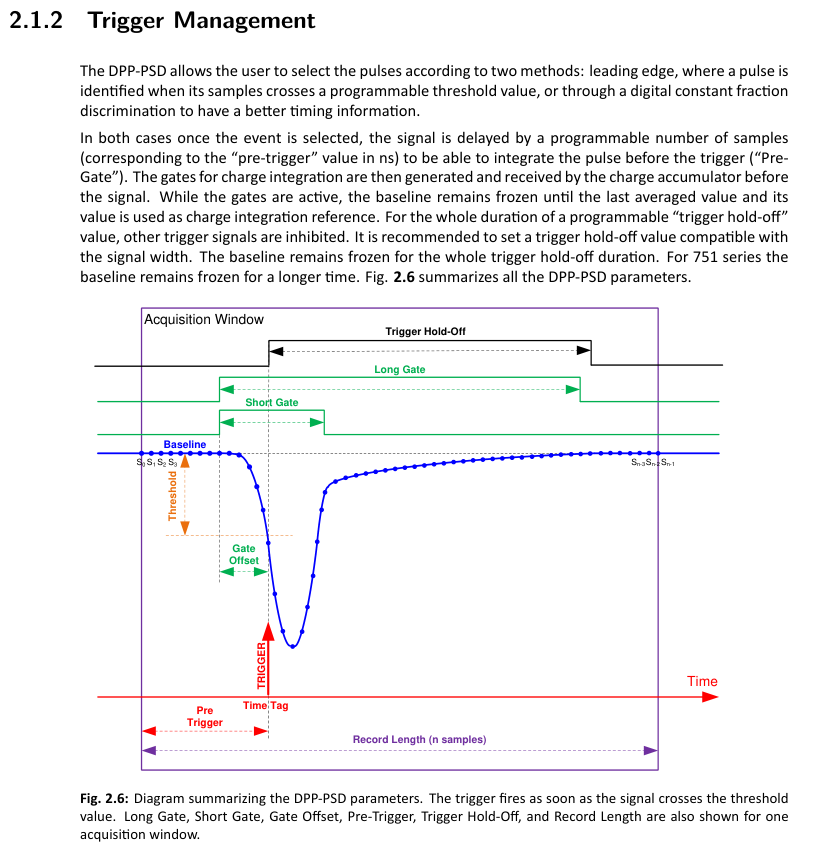 2.1.2 Trigger Management
The DPP-PSD allows the user to select the pulses according to two methods: leading edge, where a pulse is
identified when its samples crosses a programmable threshold value, or through a digital constant fraction
discrimination to have a better timing information.
In both cases once the event is selected, the signal is delayed by a programmable number of samples
(corresponding to the “pre-trigger” value in ns) to be able to integrate the pulse before the trigger (“Pre-
Gate”). The gates for charge integration are then generated and received by the charge accumulator before
the signal. While the gates are active, the baseline remains frozen until the last averaged value and its
value is used as charge integration reference. For the whole duration of a programmable “trigger hold-off”
value, other trigger signals are inhibited. It is recommended to set a trigger hold-off value compatible with
the signal width. The baseline remains frozen for the whole trigger hold-off duration. For 751 series the
baseline remains frozen for a longer time. Fig. 2.6 summarizes all the DPP-PSD parameters.
Acquisition Window
Trigger Hold-Off
Long Gate
Short Gate
Baseline
S0 S1 S2 S3
Sn-3 Sn-2 Sn-1
Threshold
Gate
Offset
TRIGGER
Time
Time Tag
Pre
Trigger
Record Length (n samples)
Fig. 2.6: Diagram summarizing the DPP-PSD parameters. The trigger fires as soon as the signal crosses the threshold
value. Long Gate, Short Gate, Gate Offset, Pre-Trigger, Trigger Hold-Off, and Record Length are also shown for one
acquisition window.